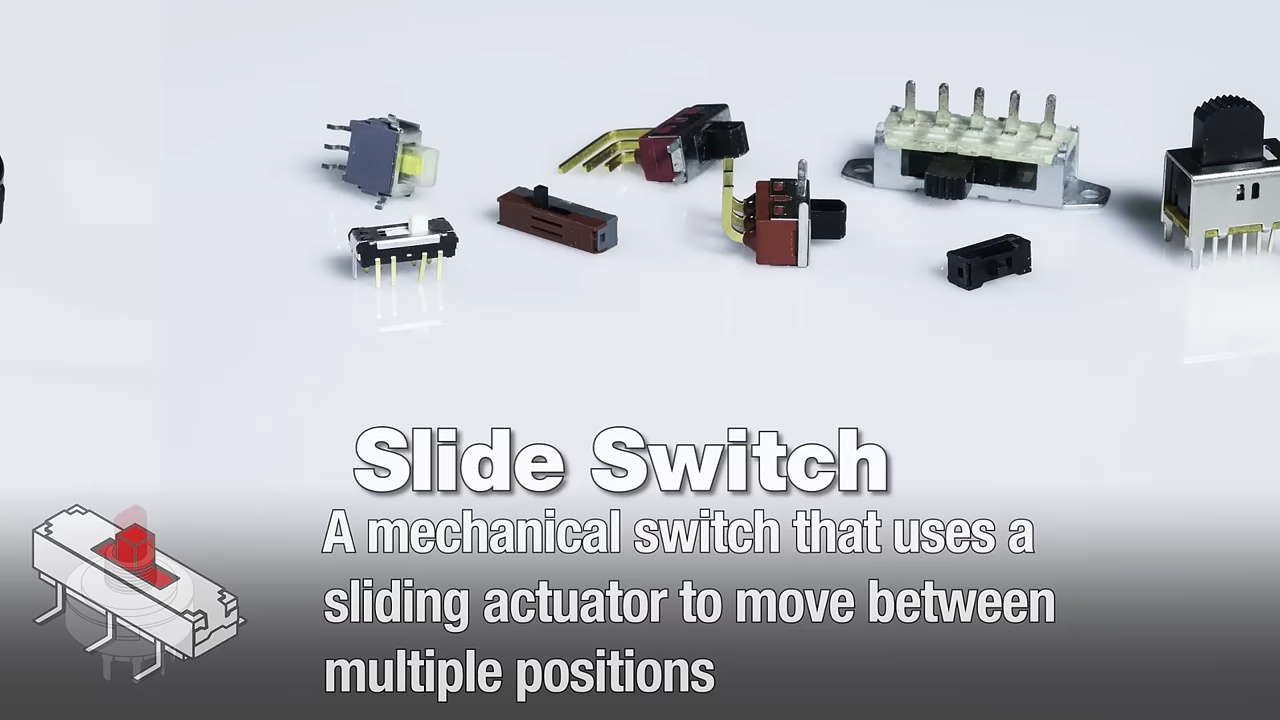 Slide Switch
A mechanical switch that uses a
sliding actuator to move between
multiple positions